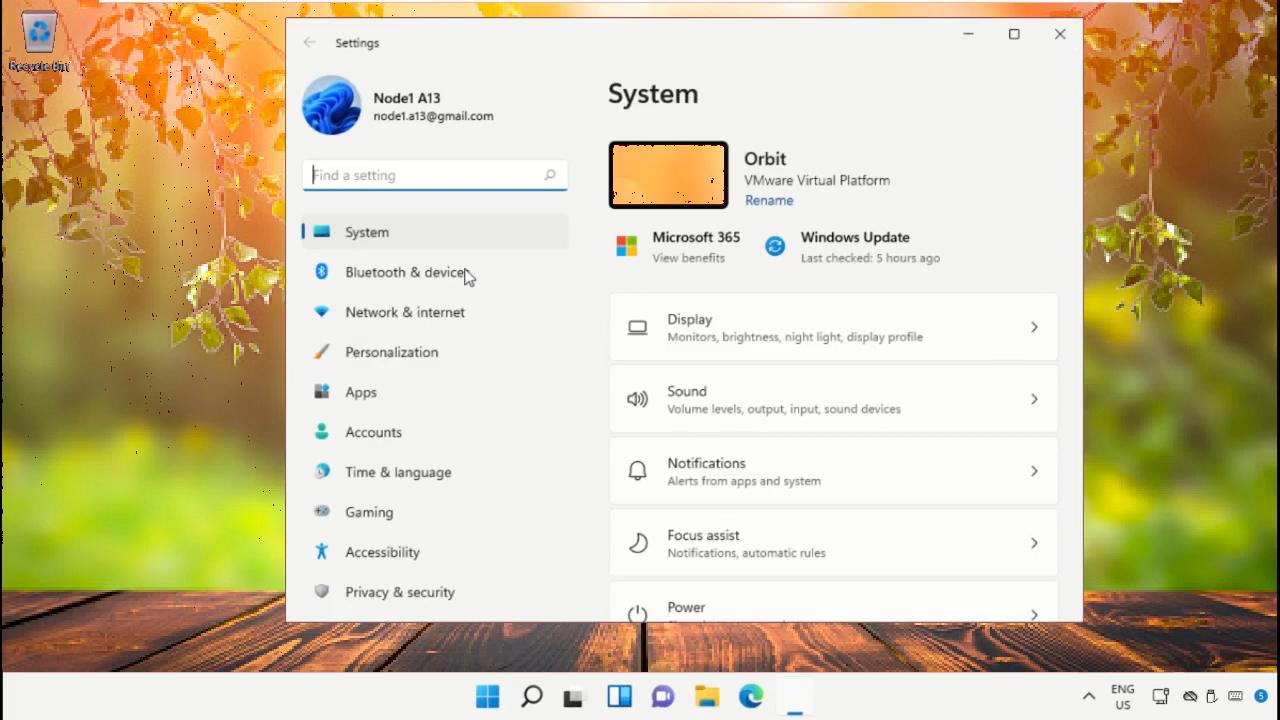 Recycle Bin
Settings
Node1 A13
node1.a13@gmail.com
Find a setting
System
Bluetooth & device
Network & internet
Personalization
Apps
Accounts
Time & language
Gaming
Accessibility
Privacy & security
System
Orbit
VMware Virtual Platform
Rename
Microsoft 365
View benefits
Windows Update
Last checked: 5 hours ago
Display
Monitors, brightness, night light, display profile
Sound
Volume levels, output, input, sound devices
Notifications
Alerts from apps and system
Focus assist
Notifications, automatic rules
Power
ENG
US
5